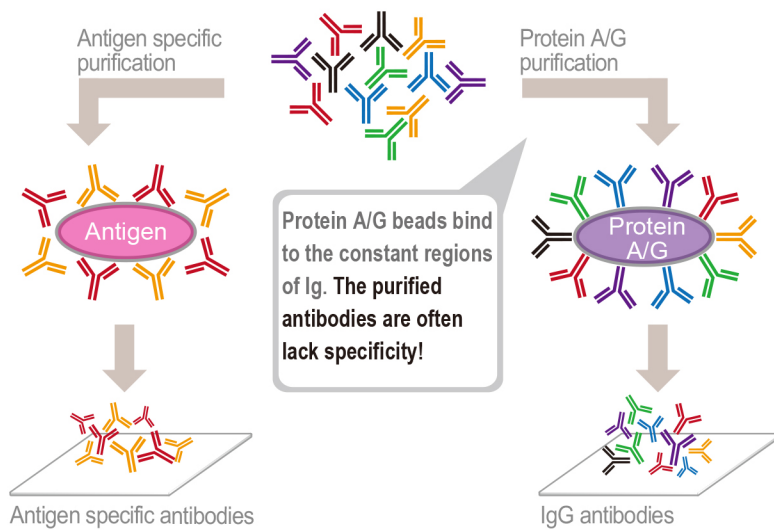 Antigen specific
purification
Protein A/G
purification
Antigen
Protein A/G beads bind
to the constant regions
of Ig. The purified
antibodies are often
lack specificity!
Protein
A/G
Antigen specific antibodies
IgG antibodies